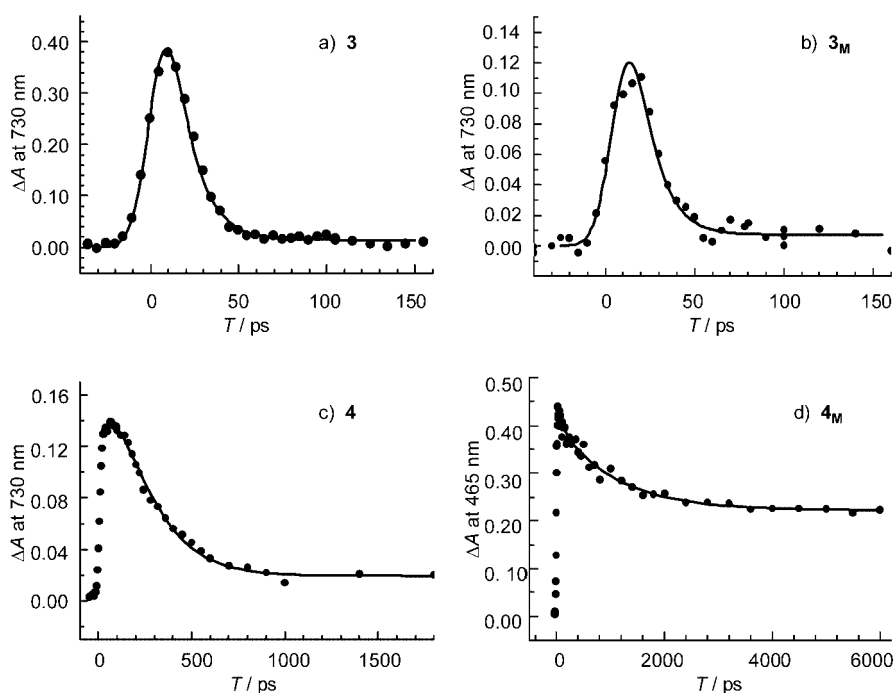 a) 3
ΔA at 730 nm
0.40
0.30
0.20
0.10
0.00
0 50 100 150
T / ps
b) 3M
ΔA at 730 nm
0.14
0.12
0.10
0.08
0.06
0.04
0.02
0.00
0 50 100 150
T / ps
c) 4
ΔA at 730 nm
0.16
0.12
0.08
0.04
0.00
0 500 1000 1500
T / ps
d) 4M
ΔA at 465 nm
0.50
0.40
0.30
0.20
0.10
0.00
0 2000 4000 6000
T / ps